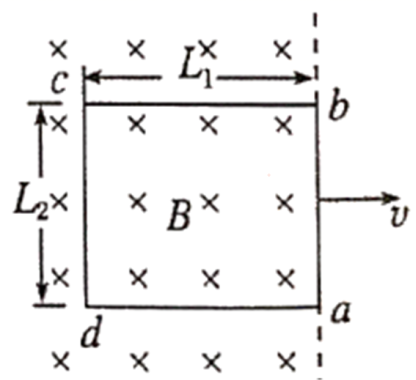 × × × ×
c L₁ b
× × × ×
L₂ × × B × × v
× × × ×
d a
× × × ×